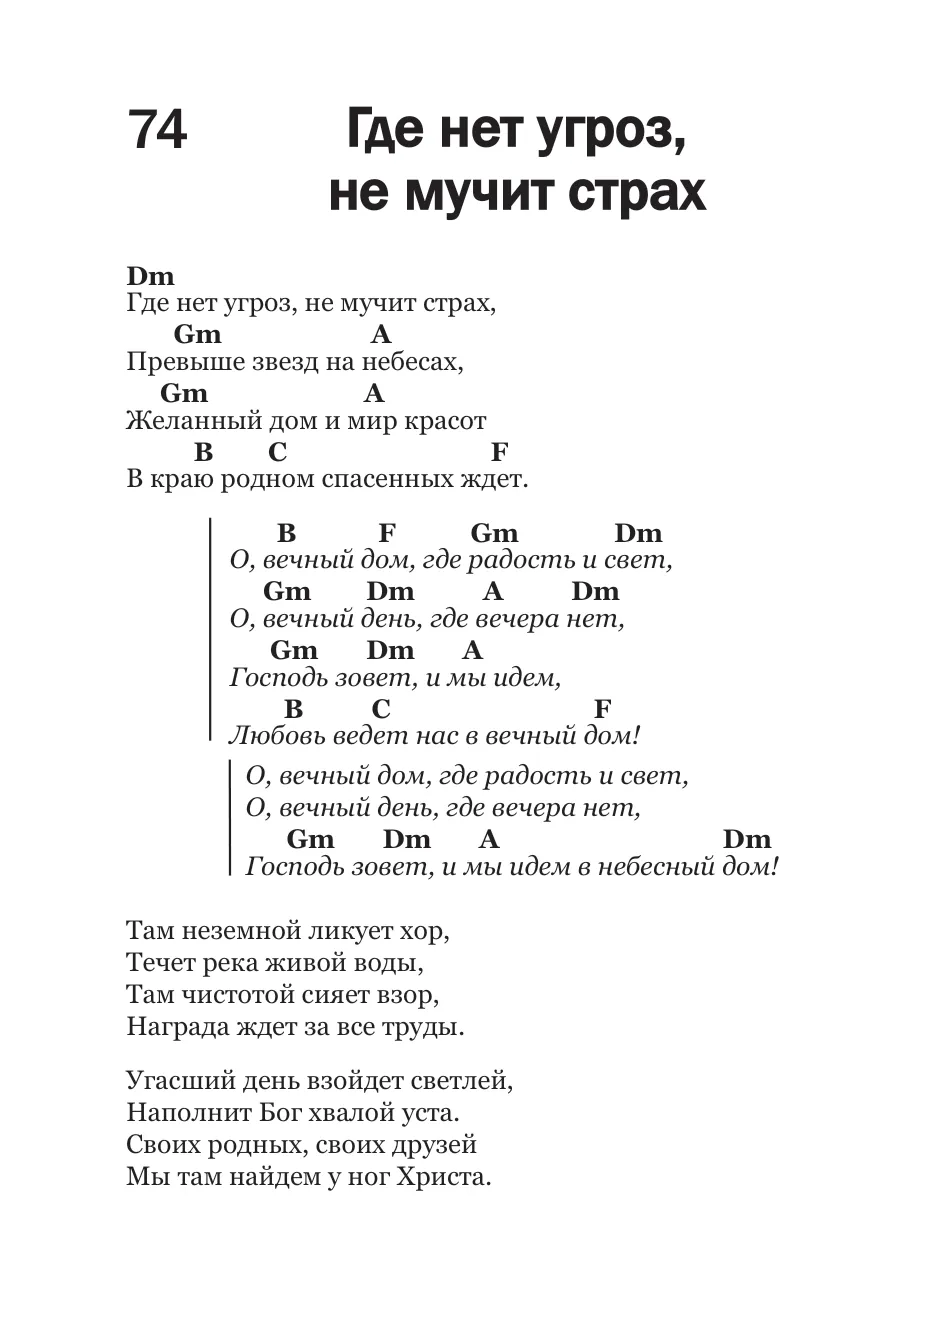 74
Где нет угроз,
не мучит страх
Dm
Где нет угроз, не мучит страх,
Gm A
Превыше звезд на небесах,
Gm A
Желанный дом и мир красот
B C F
В краю родном спасенных ждет.
B F Gm Dm
О, вечный дом, где радость и свет,
Gm Dm A Dm
О, вечный день, где вечера нет,
Gm Dm A
Господь зовет, и мы идем,
B C F
Любовь ведет нас в вечный дом!
О, вечный дом, где радость и свет,
О, вечный день, где вечера нет,
Gm Dm A Dm
Господь зовет, и мы идем в небесный дом!
Там неземной ликует хор,
Течет река живой воды,
Там чистотой сияет взор,
Награда ждет за все труды.
Угасший день взойдет светлей,
Наполнит Бог хвалой уста.
Своих родных, своих друзей
Мы там найдем у ног Христа.